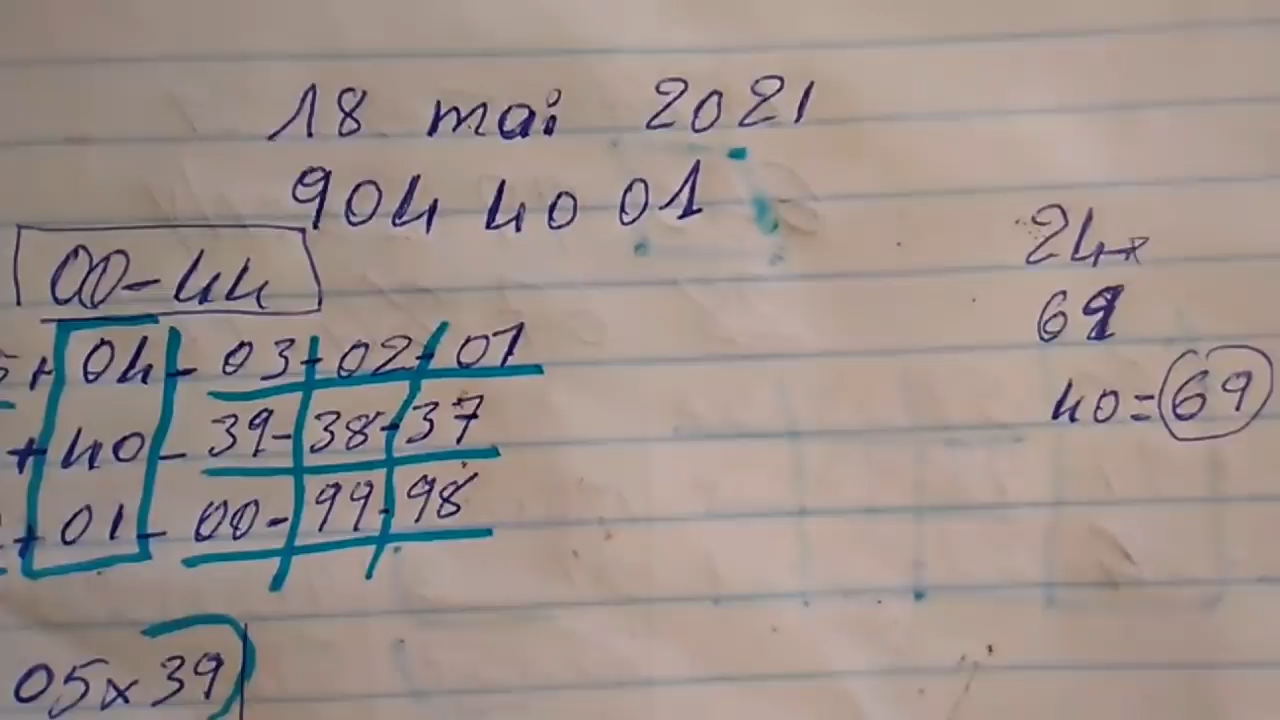 18 mai 2021
904 40 01
00-44
+ 04 - 03 + 02 + 01
+ 40 - 39 - 38 - 37
+ 01 - 00 - 99 - 98
05x39
24x
69
40=69